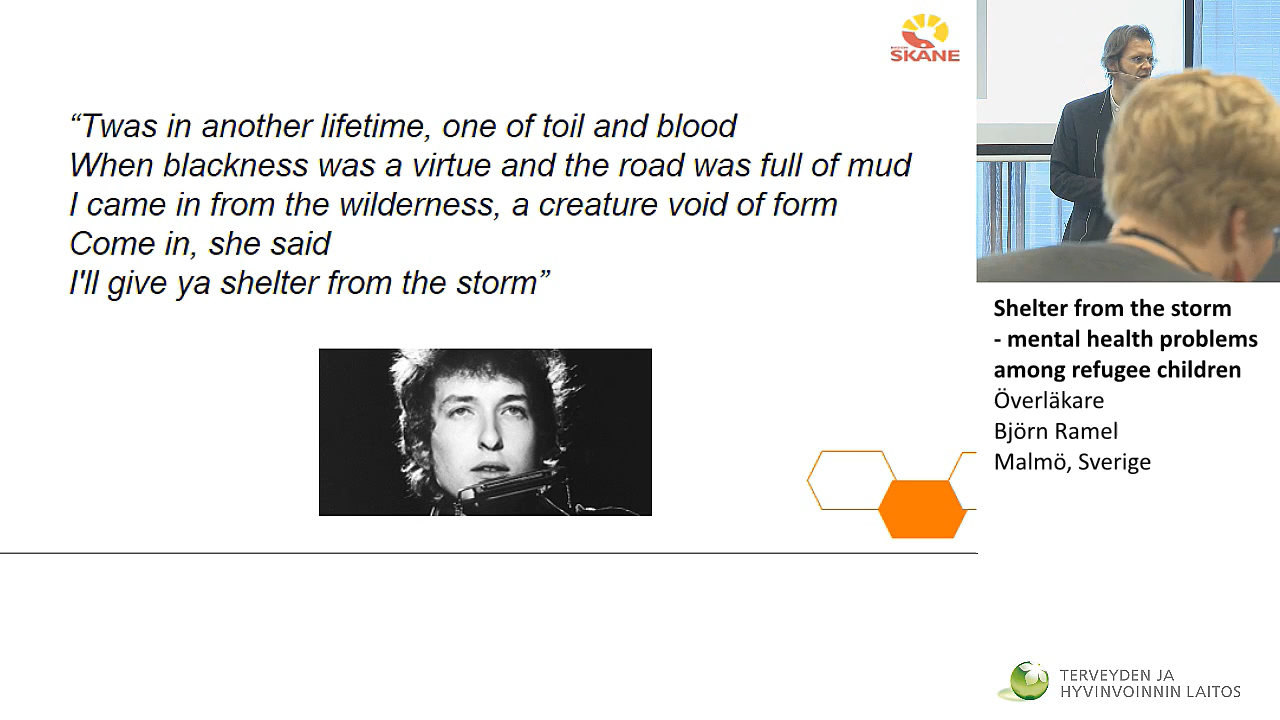 REGION
SKÅNE
“Twas in another lifetime, one of toil and blood
When blackness was a virtue and the road was full of mud
I came in from the wilderness, a creature void of form
Come in, she said
I'll give ya shelter from the storm”
Shelter from the storm
- mental health problems
among refugee children
Överläkare
Björn Ramel
Malmö, Sverige
TERVEYDEN JA
HYVINVOINNIN LAITOS